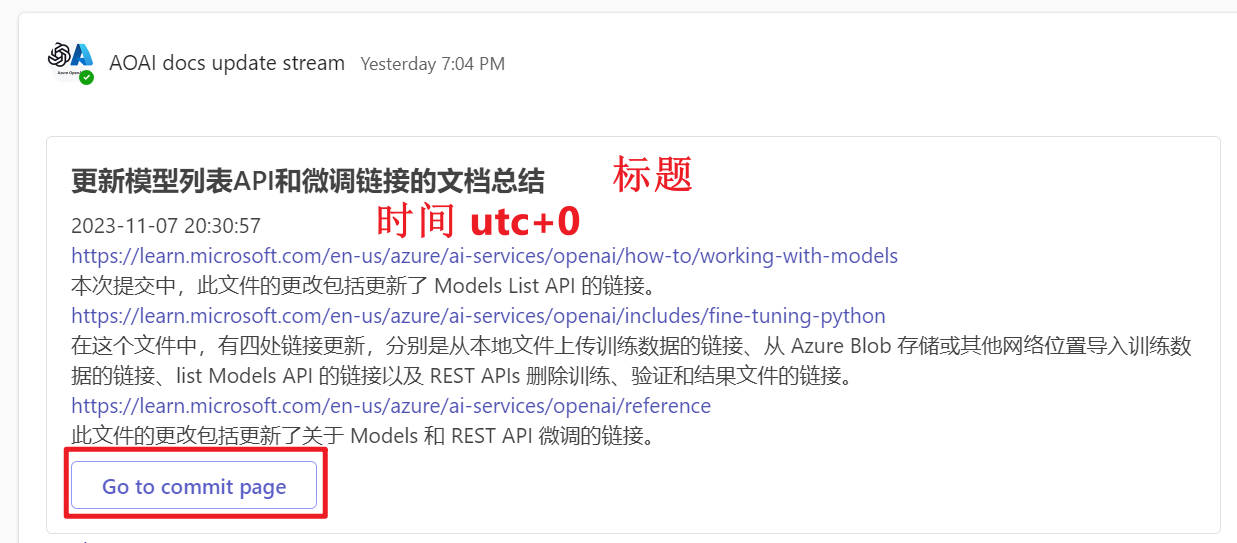 AOAI docs update stream Yesterday 7:04 PM
更新模型列表API和微调链接的文档总结 标题
2023-11-07 20:30:57 时间 utc+0
https://learn.microsoft.com/en-us/azure/ai-services/openai/how-to/working-with-models
本次提交中，此文件的更改包括更新了 Models List API 的链接。
https://learn.microsoft.com/en-us/azure/ai-services/openai/includes/fine-tuning-python
在这个文件中，有四处链接更新，分别是从本地文件上传训练数据的链接、从 Azure Blob 存储或其他网络位置导入训练数
据的链接、list Models API 的链接以及 REST APIs 删除训练、验证和结果文件的链接。
https://learn.microsoft.com/en-us/azure/ai-services/openai/reference
此文件的更改包括更新了关于 Models 和 REST API 微调的链接。
Go to commit page